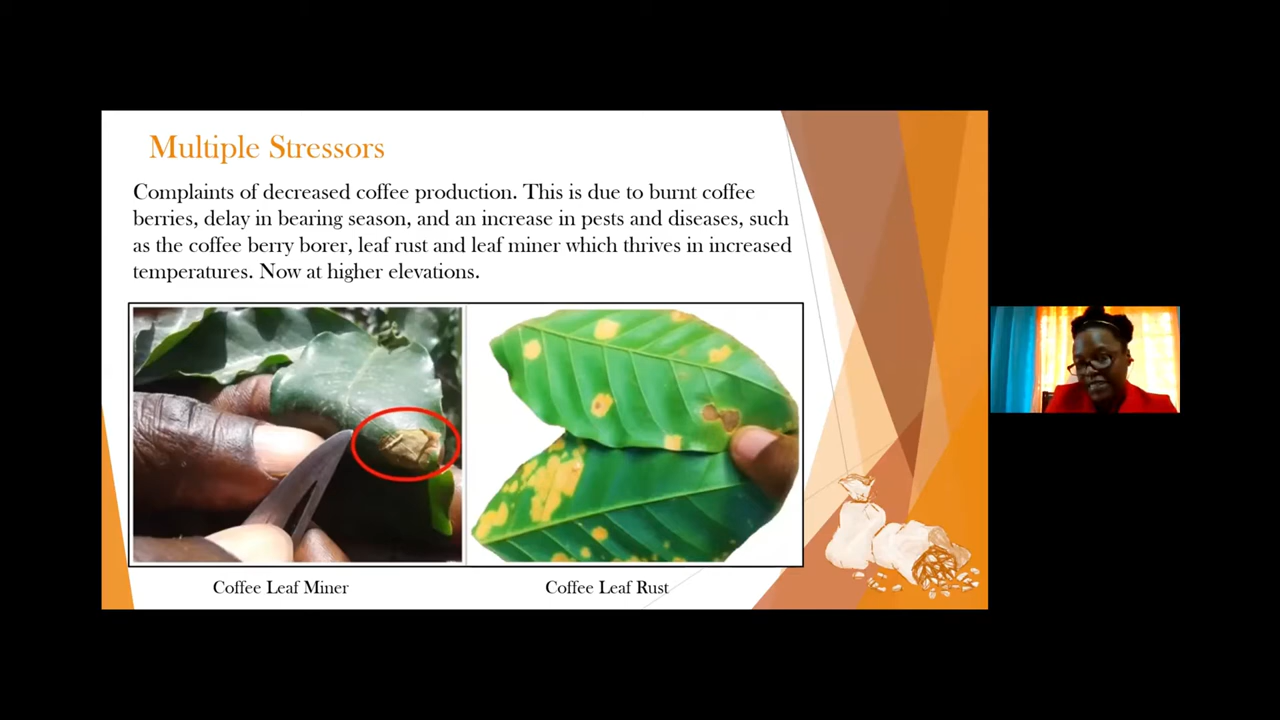 Multiple Stressors
Complaints of decreased coffee production. This is due to burnt coffee
berries, delay in bearing season, and an increase in pests and diseases, such
as the coffee berry borer, leaf rust and leaf miner which thrives in increased
temperatures. Now at higher elevations.
Coffee Leaf Miner
Coffee Leaf Rust